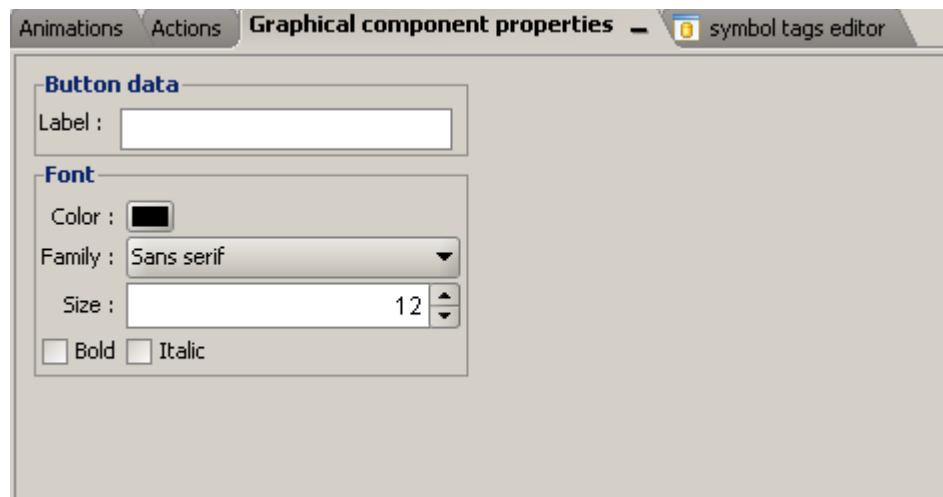 Animations Actions Graphical component properties symbol tags editor
Button data
Label :
Font
Color :
Family : Sans serif
Size : 12
Bold Italic